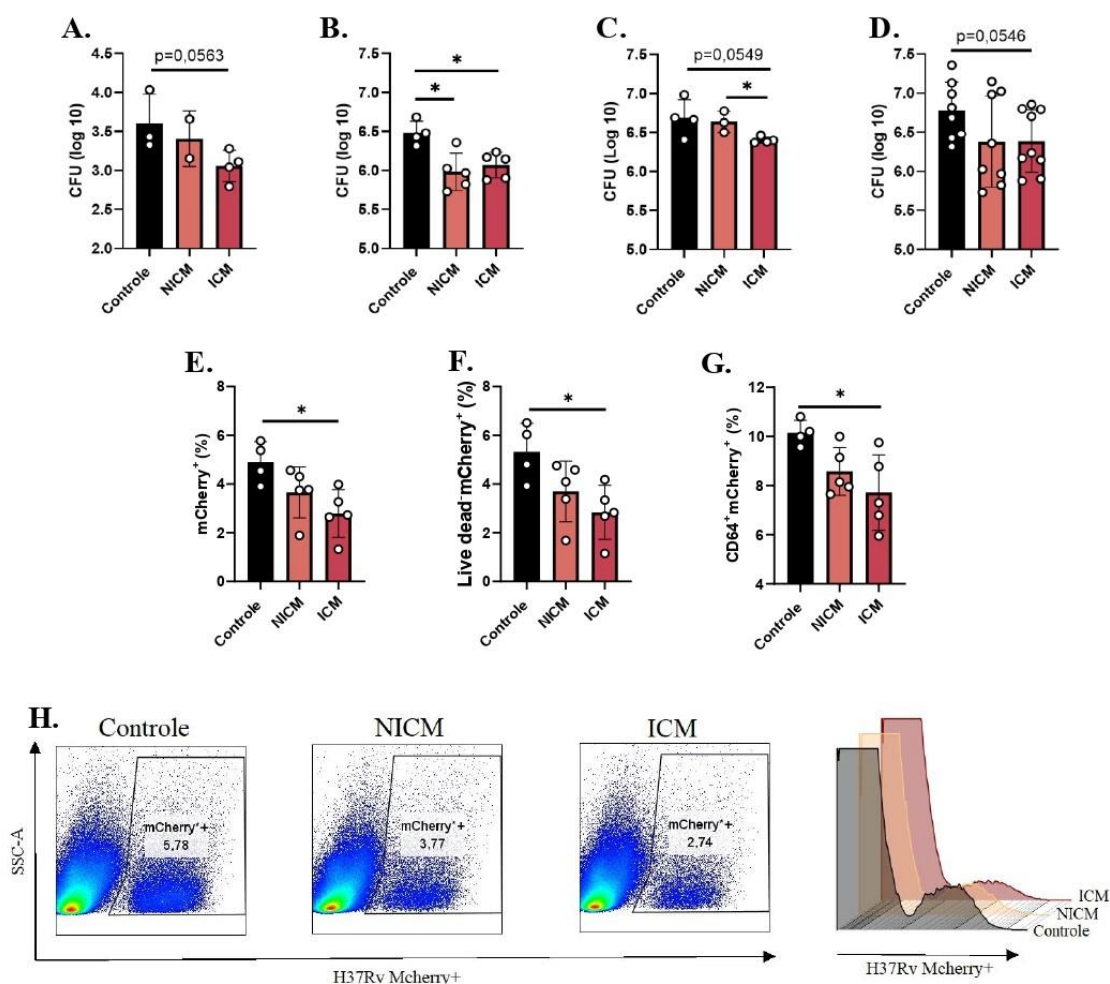 A.
p=0,0563
CFU (log 10)
4.5
4.0
3.5
3.0
2.5
2.0
Controle
NICM
ICM
B.
*
*
CFU (log 10)
7.5
7.0
6.5
6.0
5.5
5.0
Controle
NICM
ICM
C.
p=0,0549
*
CFU (Log 10)
7.5
7.0
6.5
6.0
5.5
5.0
Controle
NICM
ICM
D.
p=0,0546
CFU (log 10)
7.5
7.0
6.5
6.0
5.5
5.0
Controle
NICM
ICM
E.
*
mCherry⁺ (%)
8
6
4
2
0
Controle
NICM
ICM
F.
*
Live dead⁻mCherry⁺ (%)
8
6
4
2
0
Controle
NICM
ICM
G.
*
CD64⁺mCherry⁺ (%)
12
10
8
6
4
Controle
NICM
ICM
H.
Controle
NICM
ICM
SSC-A
mCherry*+
5.78
mCherry*+
3.77
mCherry*+
2.74
H37Rv Mcherry+
ICM
NICM
Controle
H37Rv Mcherry+